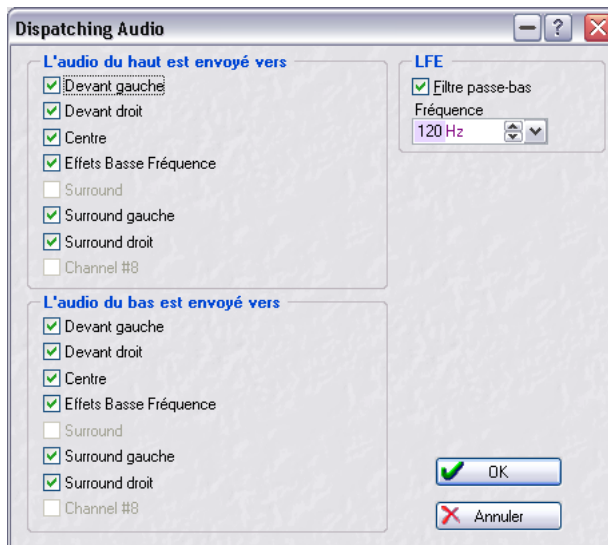 Dispatching Audio
L'audio du haut est envoyé vers
Devant gauche
Devant droit
Centre
Effets Basse Fréquence
Surround
Surround gauche
Surround droit
Channel #8
LFE
Filtre passe-bas
Fréquence
120 Hz
L'audio du bas est envoyé vers
Devant gauche
Devant droit
Centre
Effets Basse Fréquence
Surround
Surround gauche
Surround droit
Channel #8
OK
Annuler